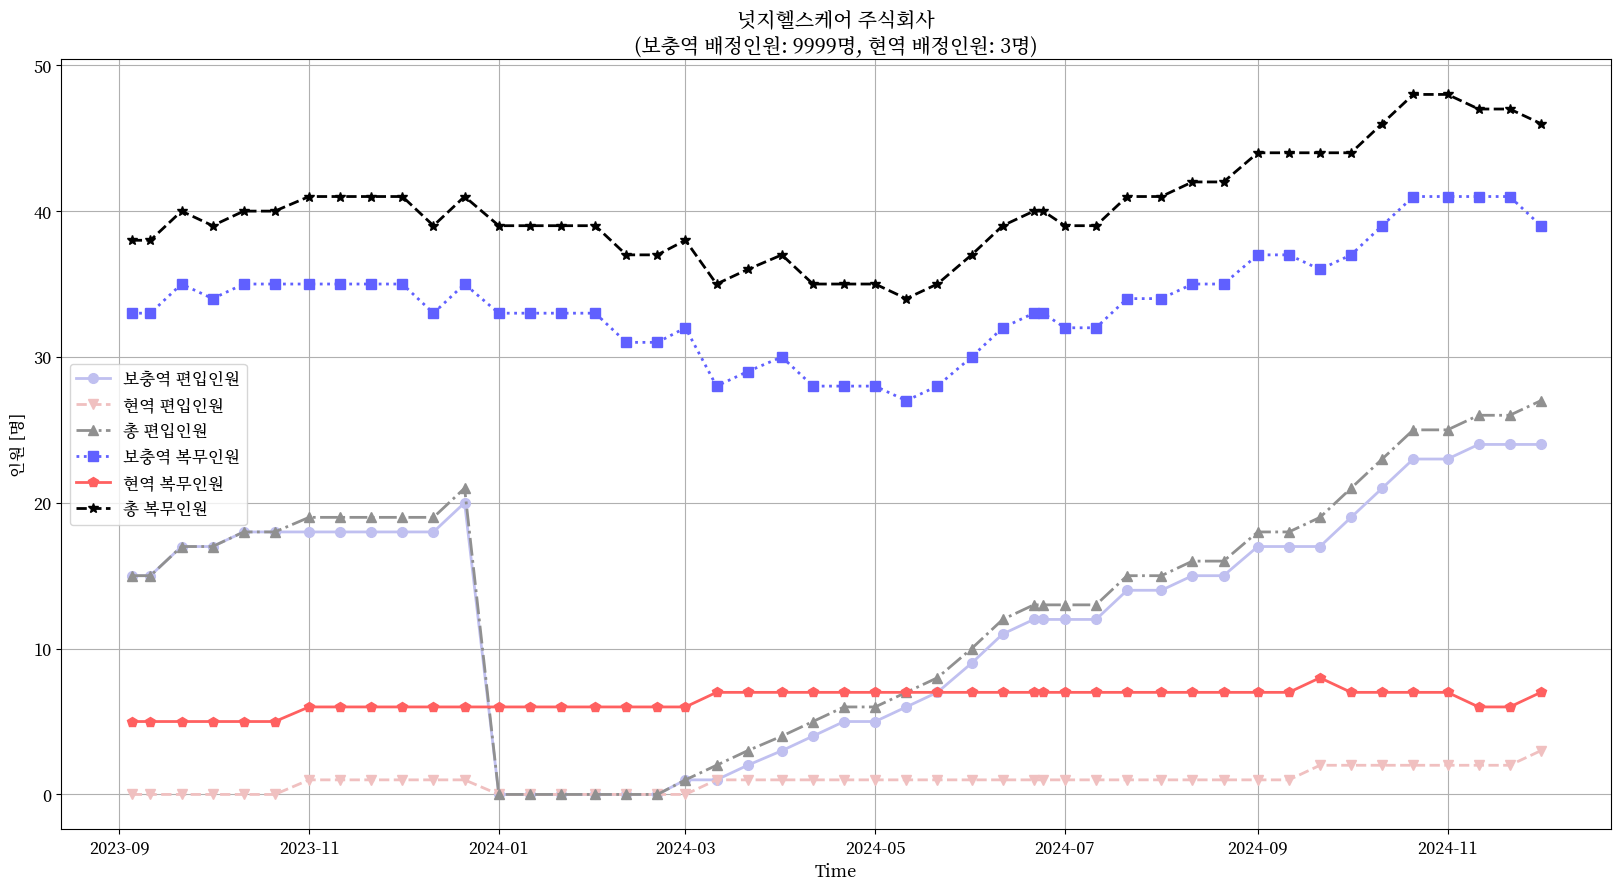 넛지헬스케어 주식회사
(보충역 배정인원: 9999명, 현역 배정인원: 3명)
인원 [명]
50
40
30
20
10
0
보충역 편입인원
현역 편입인원
총 편입인원
보충역 복무인원
현역 복무인원
총 복무인원
2023-09 2023-11 2024-01 2024-03 2024-05 2024-07 2024-09 2024-11
Time